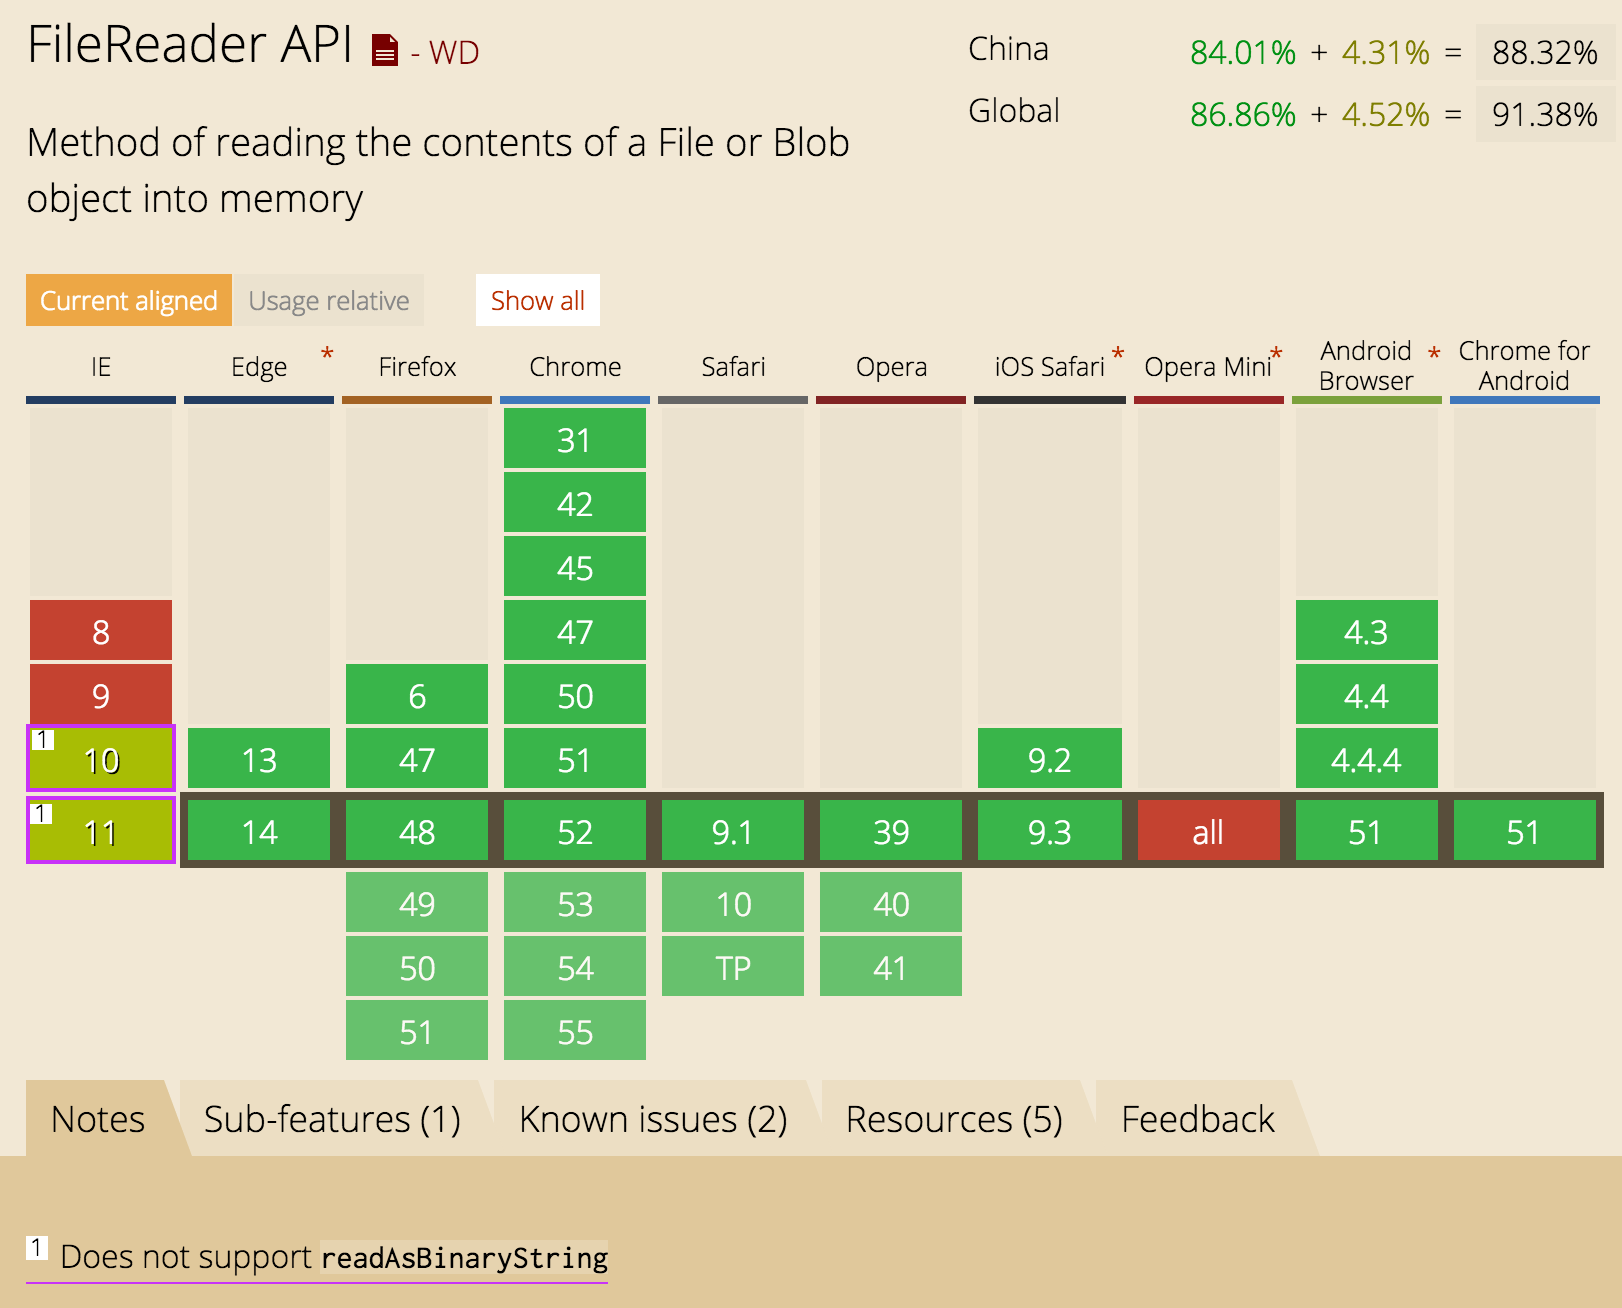 FileReader API - WD
China 84.01% + 4.31% = 88.32%
Global 86.86% + 4.52% = 91.38%
Method of reading the contents of a File or Blob
object into memory
Current aligned Usage relative Show all
IE Edge * Firefox Chrome Safari Opera iOS Safari * Opera Mini * Android Browser * Chrome for Android
31
42
45
8 47 4.3
9 6 50 4.4
1 10 13 47 51 9.2 4.4.4
1 11 14 48 52 9.1 39 9.3 all 51 51
49 53 10 40
50 54 TP 41
51 55
Notes Sub-features (1) Known issues (2) Resources (5) Feedback
1 Does not support readAsBinaryString